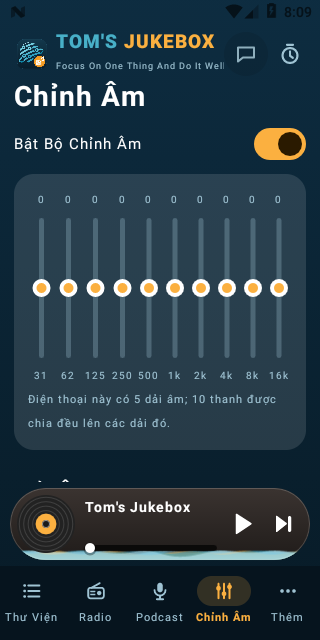 8:09
TOM'S JUKEBOX
Focus On One Thing And Do It Well
Chỉnh Âm
Bật Bộ Chỉnh Âm
0 0 0 0 0 0 0 0 0 0
31 62 125 250 500 1k 2k 4k 8k 16k
Điện thoại này có 5 dải âm; 10 thanh được
chia đều lên các dải đó.
Tom's Jukebox
Thư Viện Radio Podcast Chỉnh Âm Thêm